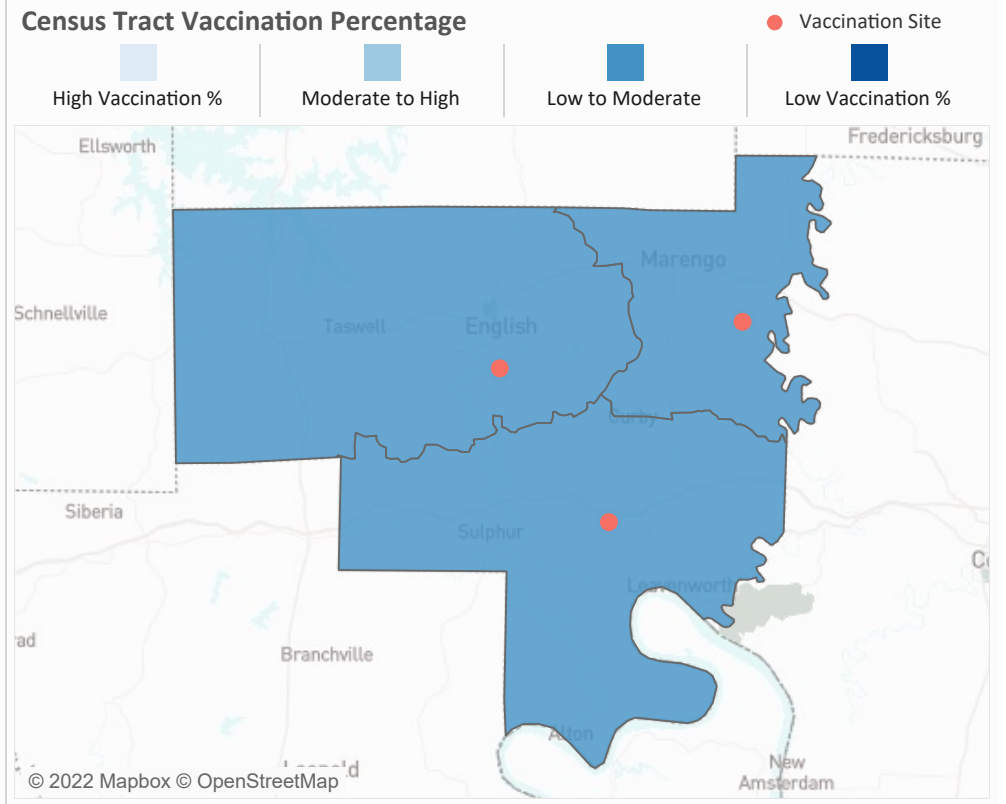 Census Tract Vaccination Percentage
Vaccination Site
High Vaccination %
Moderate to High
Low to Moderate
Low Vaccination %
Ellsworth
Fredericksburg
Marengo
Schnellville
Taswell
English
Curby
Siberia
Sulphur
Leavenworth
Branchville
Alton
New
Amsterdam
© 2022 Mapbox © OpenStreetMap